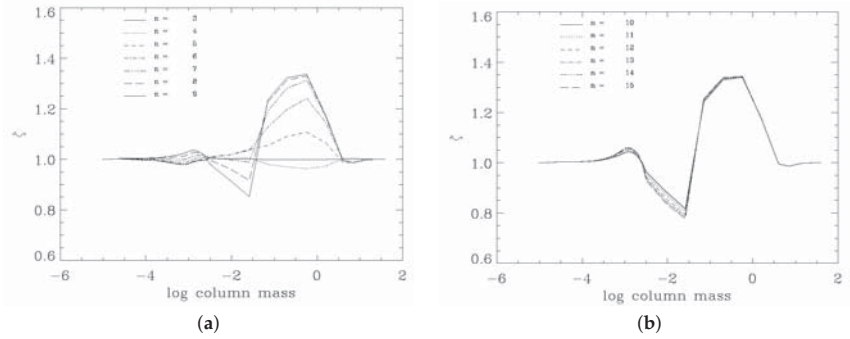 1.6
1.4
1.2
1.0
0.8
0.6
ζ
n = 3
n = 4
n = 5
n = 6
n = 7
n = 8
n = 9
−6 −4 −2 0 2
log column mass
(a)
1.6
1.4
1.2
1.0
0.8
0.6
ζ
n = 10
n = 11
n = 12
n = 13
n = 14
n = 15
−6 −4 −2 0 2
log column mass
(b)